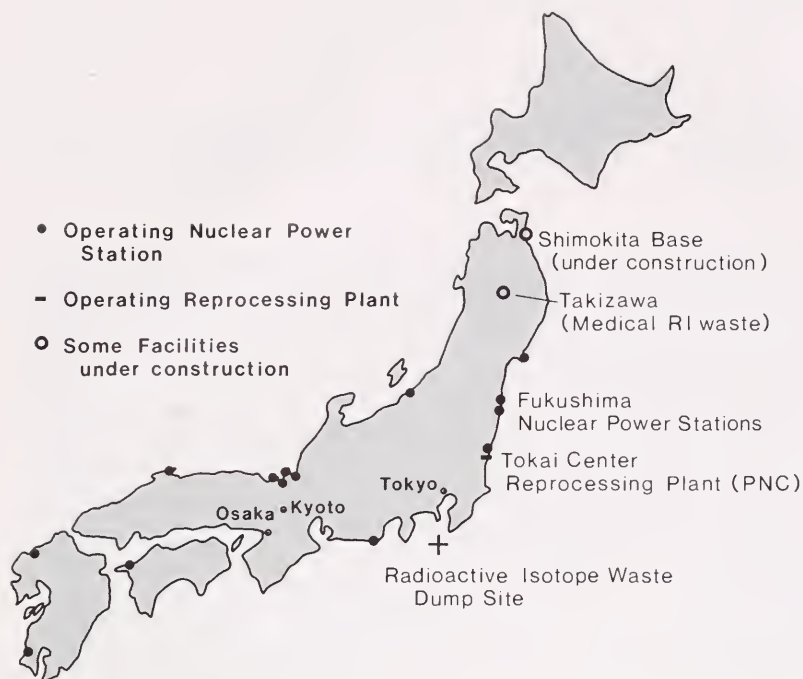 • Operating Nuclear Power
Station
- Operating Reprocessing Plant
o Some Facilities
under construction
Shimokita Base
(under construction)
Takizawa
(Medical RI waste)
Fukushima
Nuclear Power Stations
Tokai Center
Reprocessing Plant (PNC)
Tokyo
Kyoto
Osaka
Radioactive Isotope Waste
Dump Site